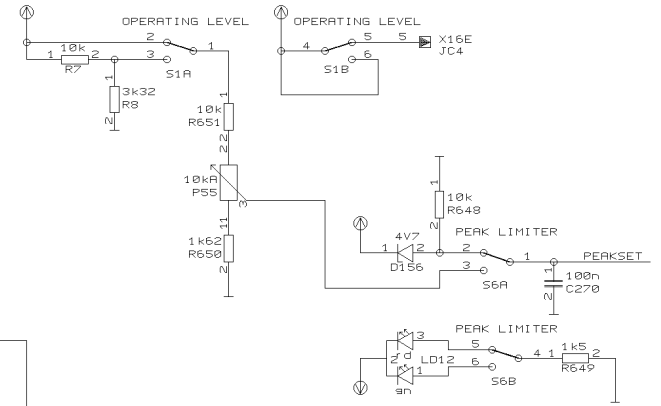 OPERATING LEVEL
OPERATING LEVEL
2
1
4
5
5
X16E
JC4
10k
1
2
R7
3
S1A
6
S1B
1
3k32
R8
2
1
10k
R651
2
2
10kA
P55
3
11
1k62
R650
2
1
10k
R648
2
4V7
1
2
D156
PEAK LIMITER
2
1
PEAKSET
3
S6A
1
100n
C270
2
PEAK LIMITER
3
rd
2
LD12
1
gn
5
4
6
S6B
1k5
1
2
R649